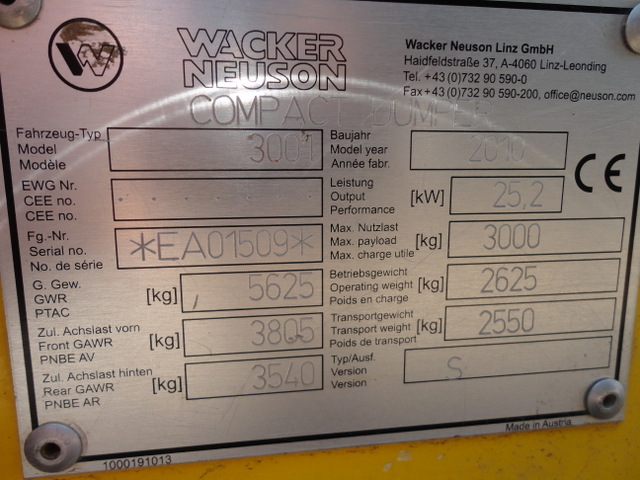 WACKER
NEUSON
Wacker Neuson Linz GmbH
Haidfeldstraße 37, A-4060 Linz-Leonding
Tel. +43 (0)732 90 590-0
Fax +43 (0)732 90 590-200, office@neuson.com
COMPACT DUMPER
Fahrzeug-Typ
Model
Modèle
3001
Baujahr
Model year
Année fabr.
2010
CE
EWG Nr.
CEE no.
CEE no.
Leistung
Output
Performance
[kW]
25,2
Fg.-Nr.
Serial no.
No. de série
*EA01509*
Max. Nutzlast
Max. payload
Max. charge utile
[kg]
3000
G. Gew.
GWR
PTAC
[kg]
5625
Betriebsgewicht
Operating weight
Poids en charge
[kg]
2625
Zul. Achslast vorn
Front GAWR
PNBE AV
[kg]
3805
Transportgewicht
Transport weight
Poids de transport
[kg]
2550
Zul. Achslast hinten
Rear GAWR
PNBE AR
[kg]
3540
Typ/Ausf.
Version
Version
S
Made in Austria
1000191013